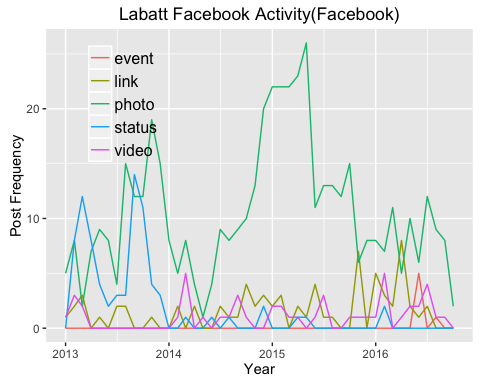 Labatt Facebook Activity(Facebook)
event
link
photo
status
video
20
10
0
Post Frequency
2013 2014 2015 2016
Year